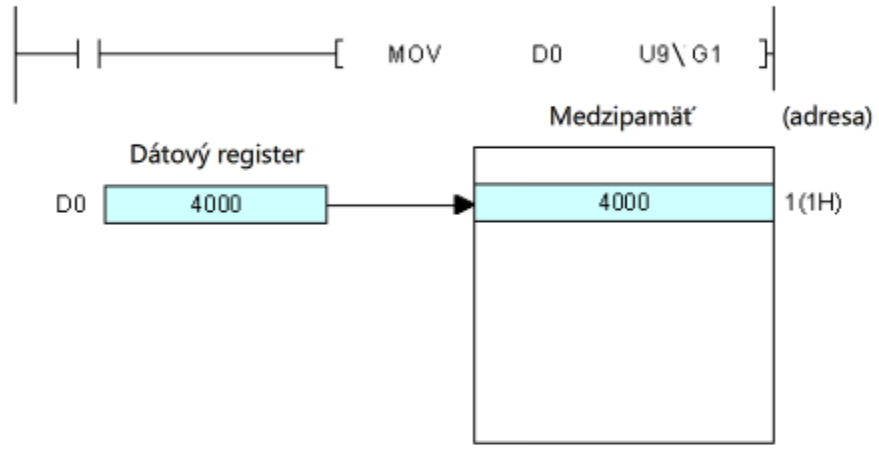 MOV D0 U9\G1
Medzipamäť (adresa)
Dátový register
D0 4000 4000 1(1H)